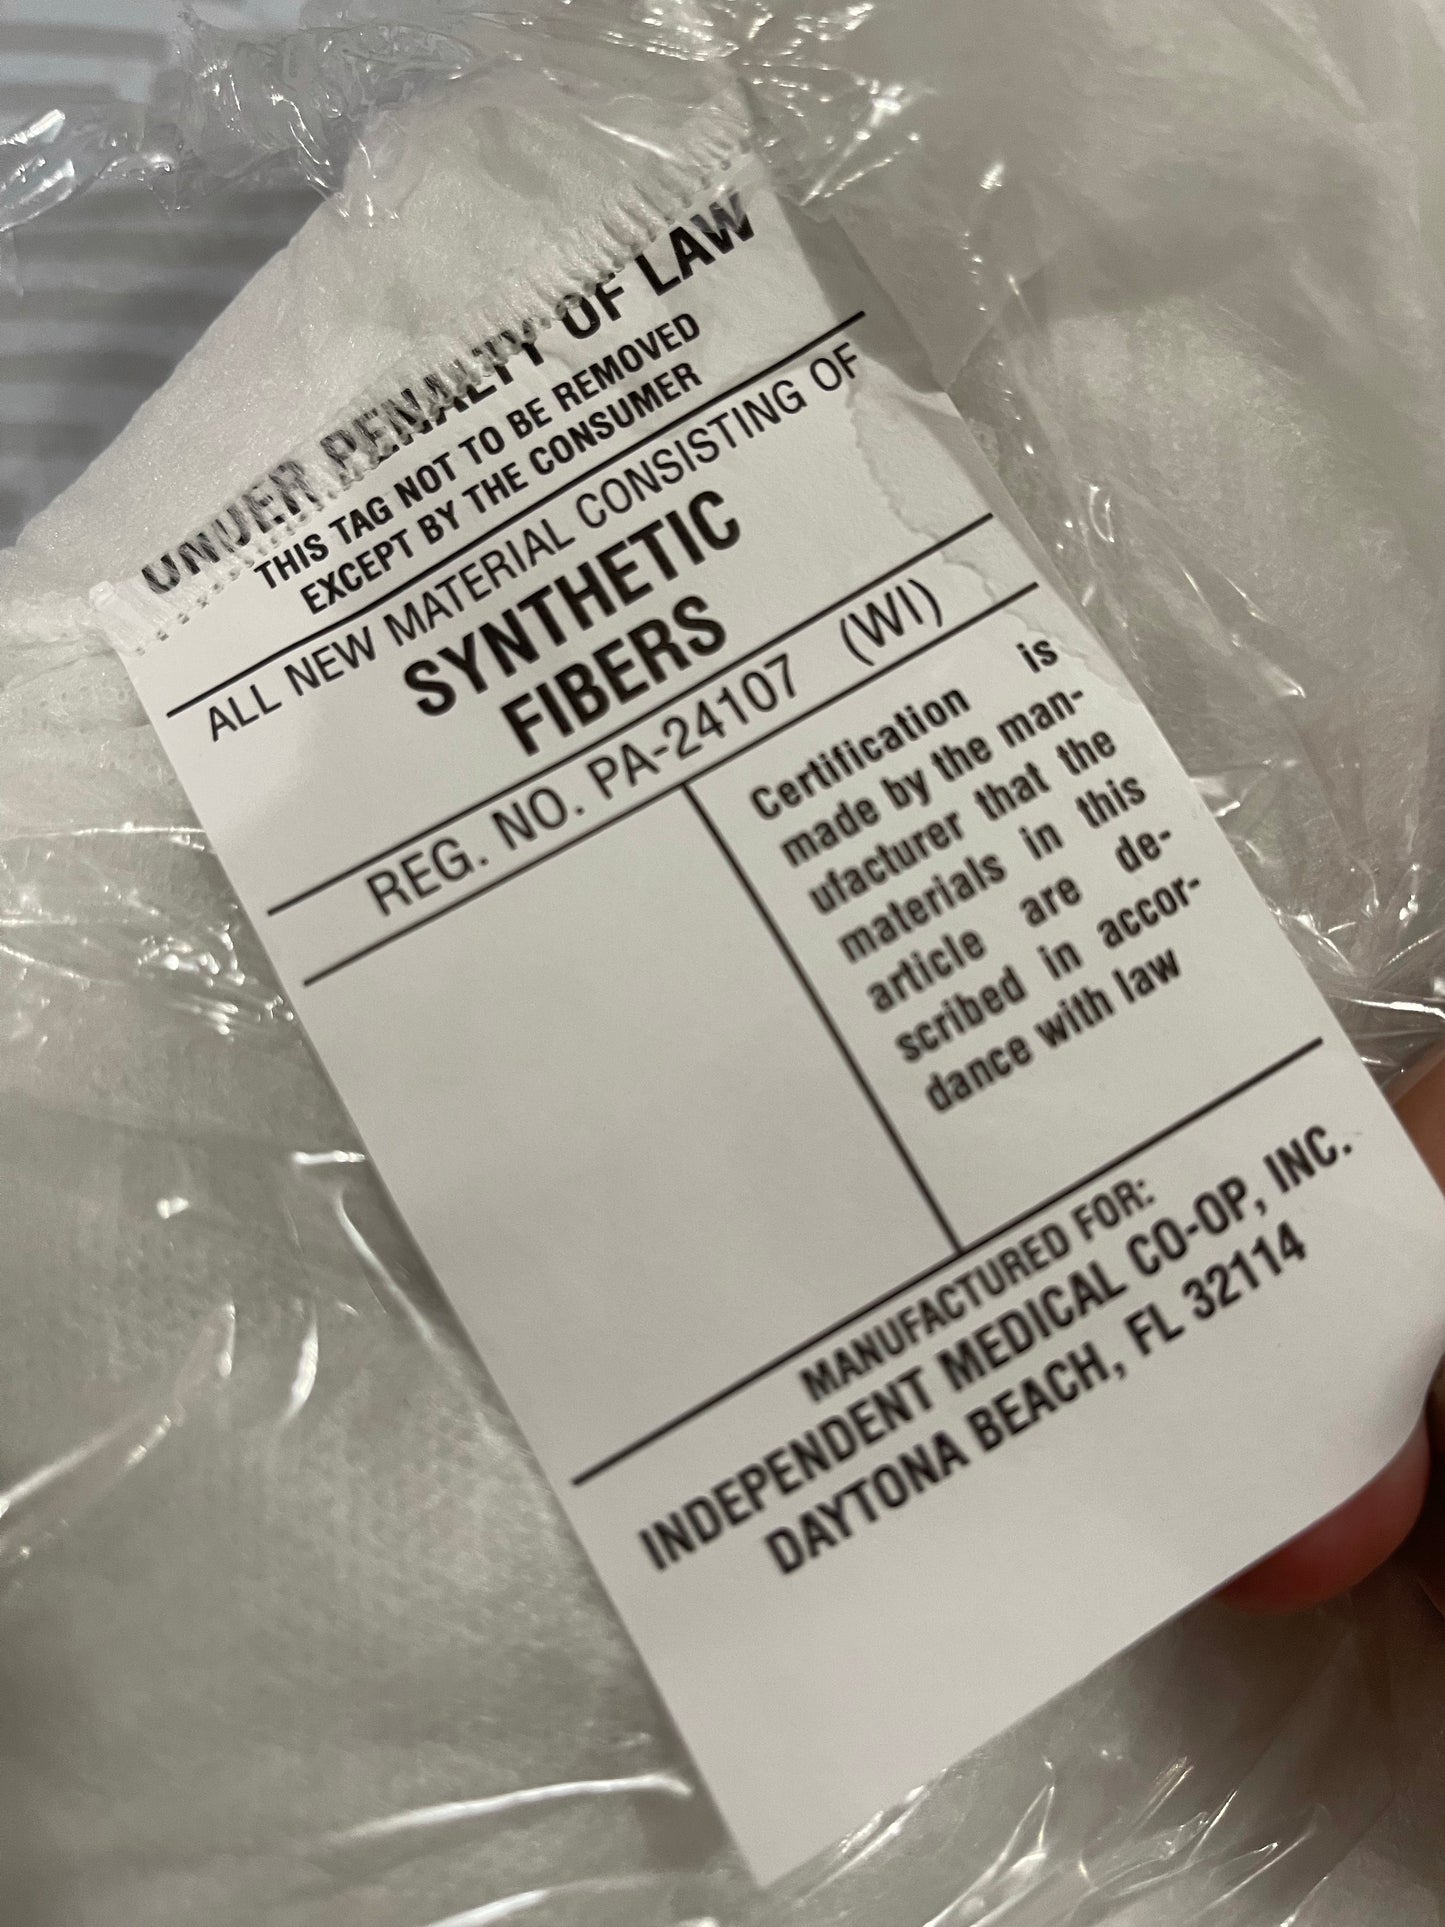 UNDER PENALTY OF LAW
THIS TAG NOT TO BE REMOVED
EXCEPT BY THE CONSUMER
ALL NEW MATERIAL CONSISTING OF
SYNTHETIC
FIBERS
REG. NO. PA-24107 (WI)
Certification is
made by the man-
ufacturer that the
materials in this
article are de-
scribed in accor-
dance with law
MANUFACTURED FOR:
INDEPENDENT MEDICAL CO-OP, INC.
DAYTONA BEACH, FL 32114